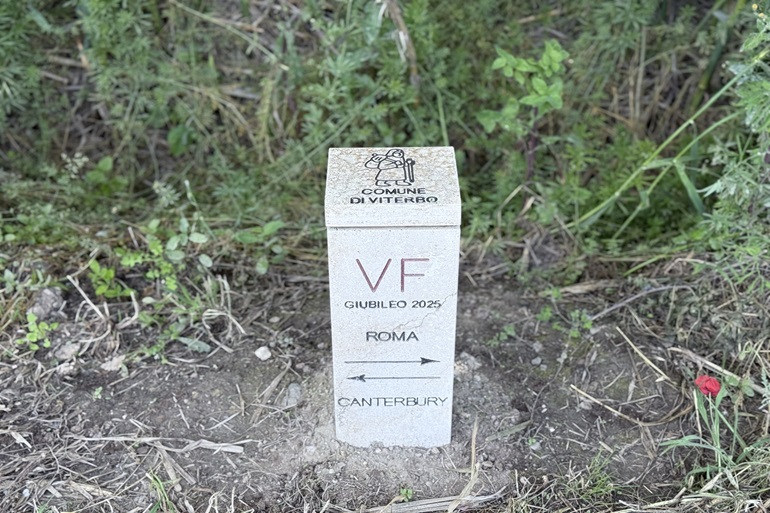 COMUNE
DI VITERBO
VF
GIUBILEO 2025
ROMA
CANTERBURY